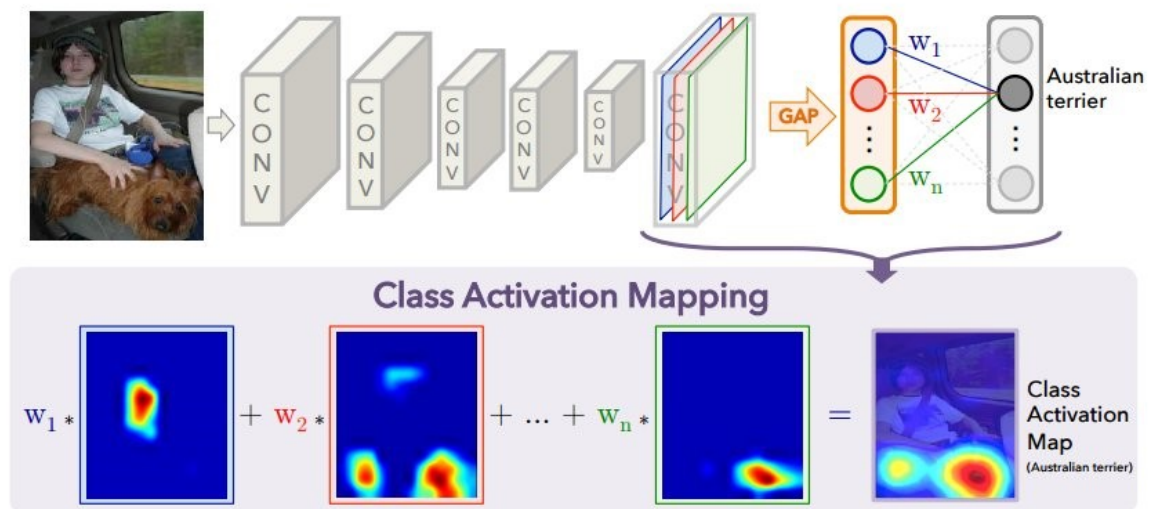 CONV
CONV
CONV
CONV
CONV
CONV
GAP
w1
w2
wn
Australian
terrier
Class Activation Mapping
w1 * + w2 * + ... + wn * =
Class
Activation
Map
(Australian terrier)